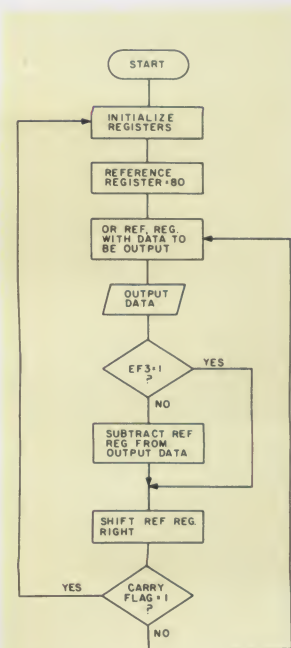 START
INITIALIZE
REGISTERS
REFERENCE
REGISTER=80
OR REF. REG.
WITH DATA TO
BE OUTPUT
OUTPUT
DATA
EF3=1
?
YES
NO
SUBTRACT REF
REG FROM
OUTPUT DATA
SHIFT REF REG.
RIGHT
YES
CARRY
FLAG=1
?
NO